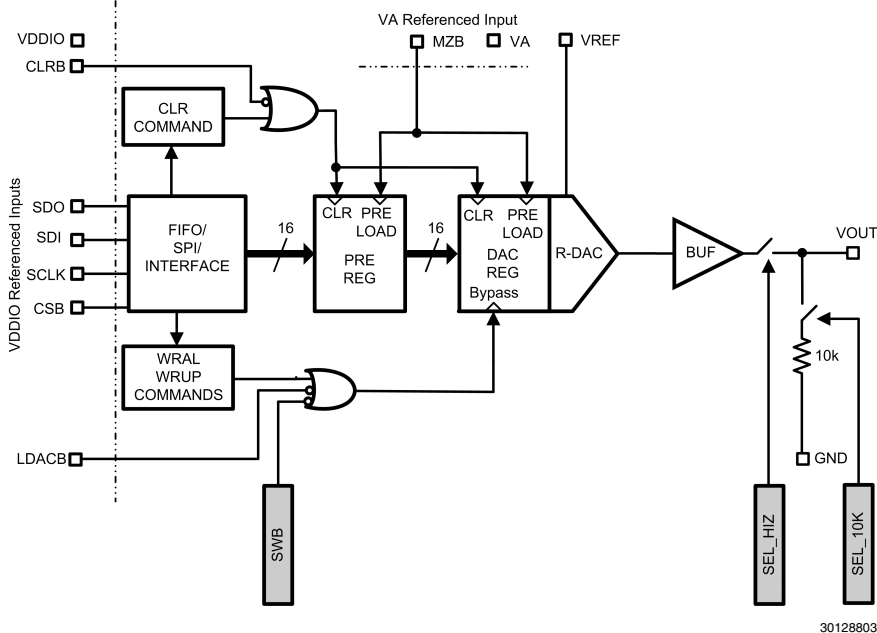 VA Referenced Input
VDDIO
MZB
VA
VREF
CLRB
CLR
COMMAND
VDDIO Referenced Inputs
SDO
SDI
SCLK
CSB
FIFO/
SPI/
INTERFACE
16
CLR PRE
LOAD
PRE
REG
16
CLR PRE
LOAD
DAC
REG
Bypass
R-DAC
BUF
VOUT
10k
GND
WRAL
WRUP
COMMANDS
LDACB
SWB
SEL_HIZ
SEL_10K
30128803